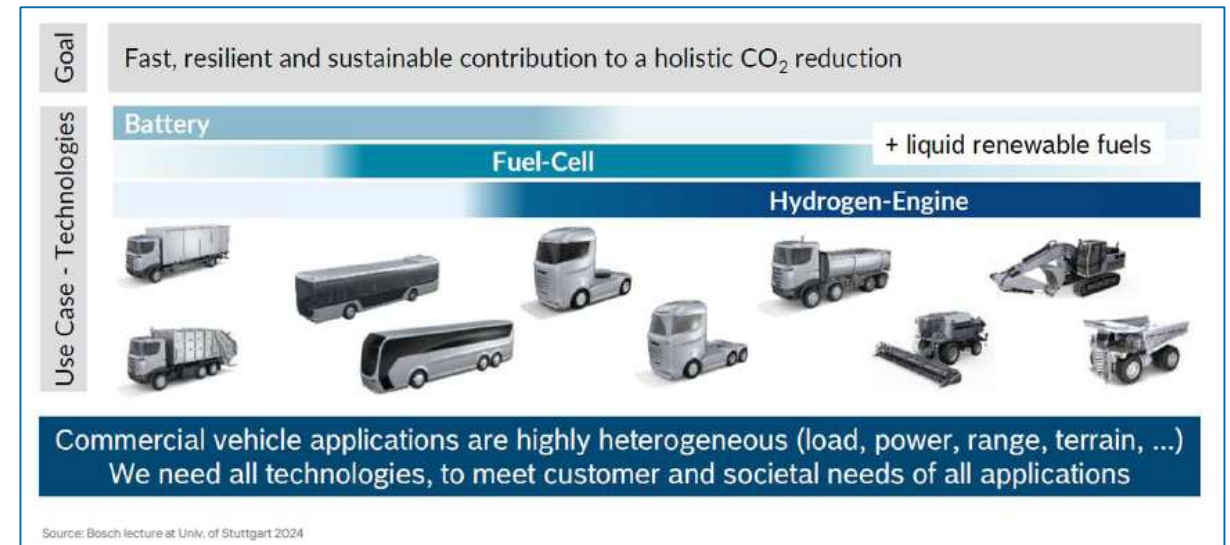 Goal
Fast, resilient and sustainable contribution to a holistic CO₂ reduction
Use Case - Technologies
Battery
Fuel-Cell
+ liquid renewable fuels
Hydrogen-Engine
Commercial vehicle applications are highly heterogeneous (load, power, range, terrain, ...)
We need all technologies, to meet customer and societal needs of all applications
Source: Bosch lecture at Univ. of Stuttgart 2024